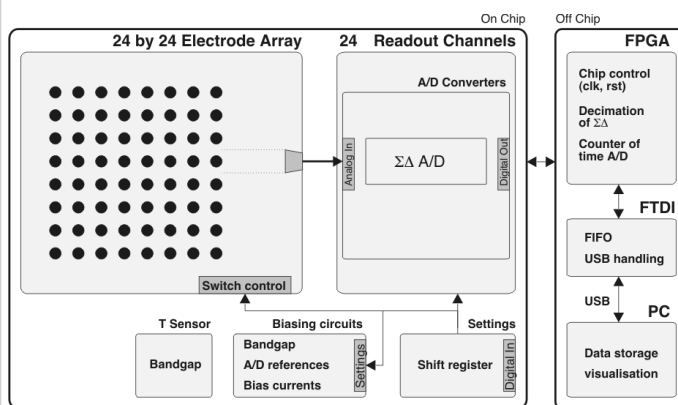 On Chip
Off Chip
24 by 24 Electrode Array
24 Readout Channels
FPGA
A/D Converters
Analog In
ΣΔ A/D
Digital Out
Chip control
(clk, rst)
Decimation
of ΣΔ
Counter of
time A/D
FTDI
FIFO
USB handling
USB
PC
Data storage
visualisation
Switch control
T Sensor
Bandgap
Biasing circuits
Bandgap
A/D references
Bias currents
Settings
Settings
Shift register
Digital In